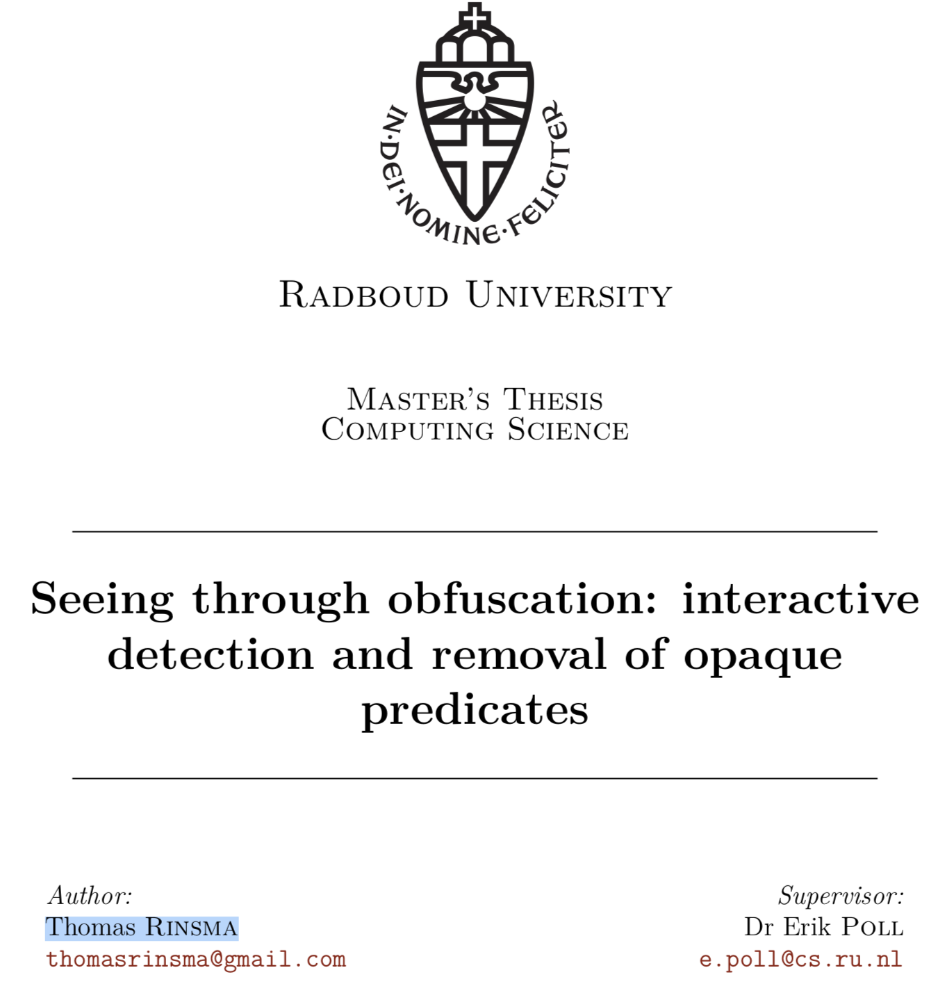 IN·DEI·NOMINE·FELICITER
Radboud University
Master's Thesis
Computing Science
Seeing through obfuscation: interactive
detection and removal of opaque
predicates
Author:
Thomas Rinsma
thomasrinsma@gmail.com
Supervisor:
Dr Erik Poll
e.poll@cs.ru.nl